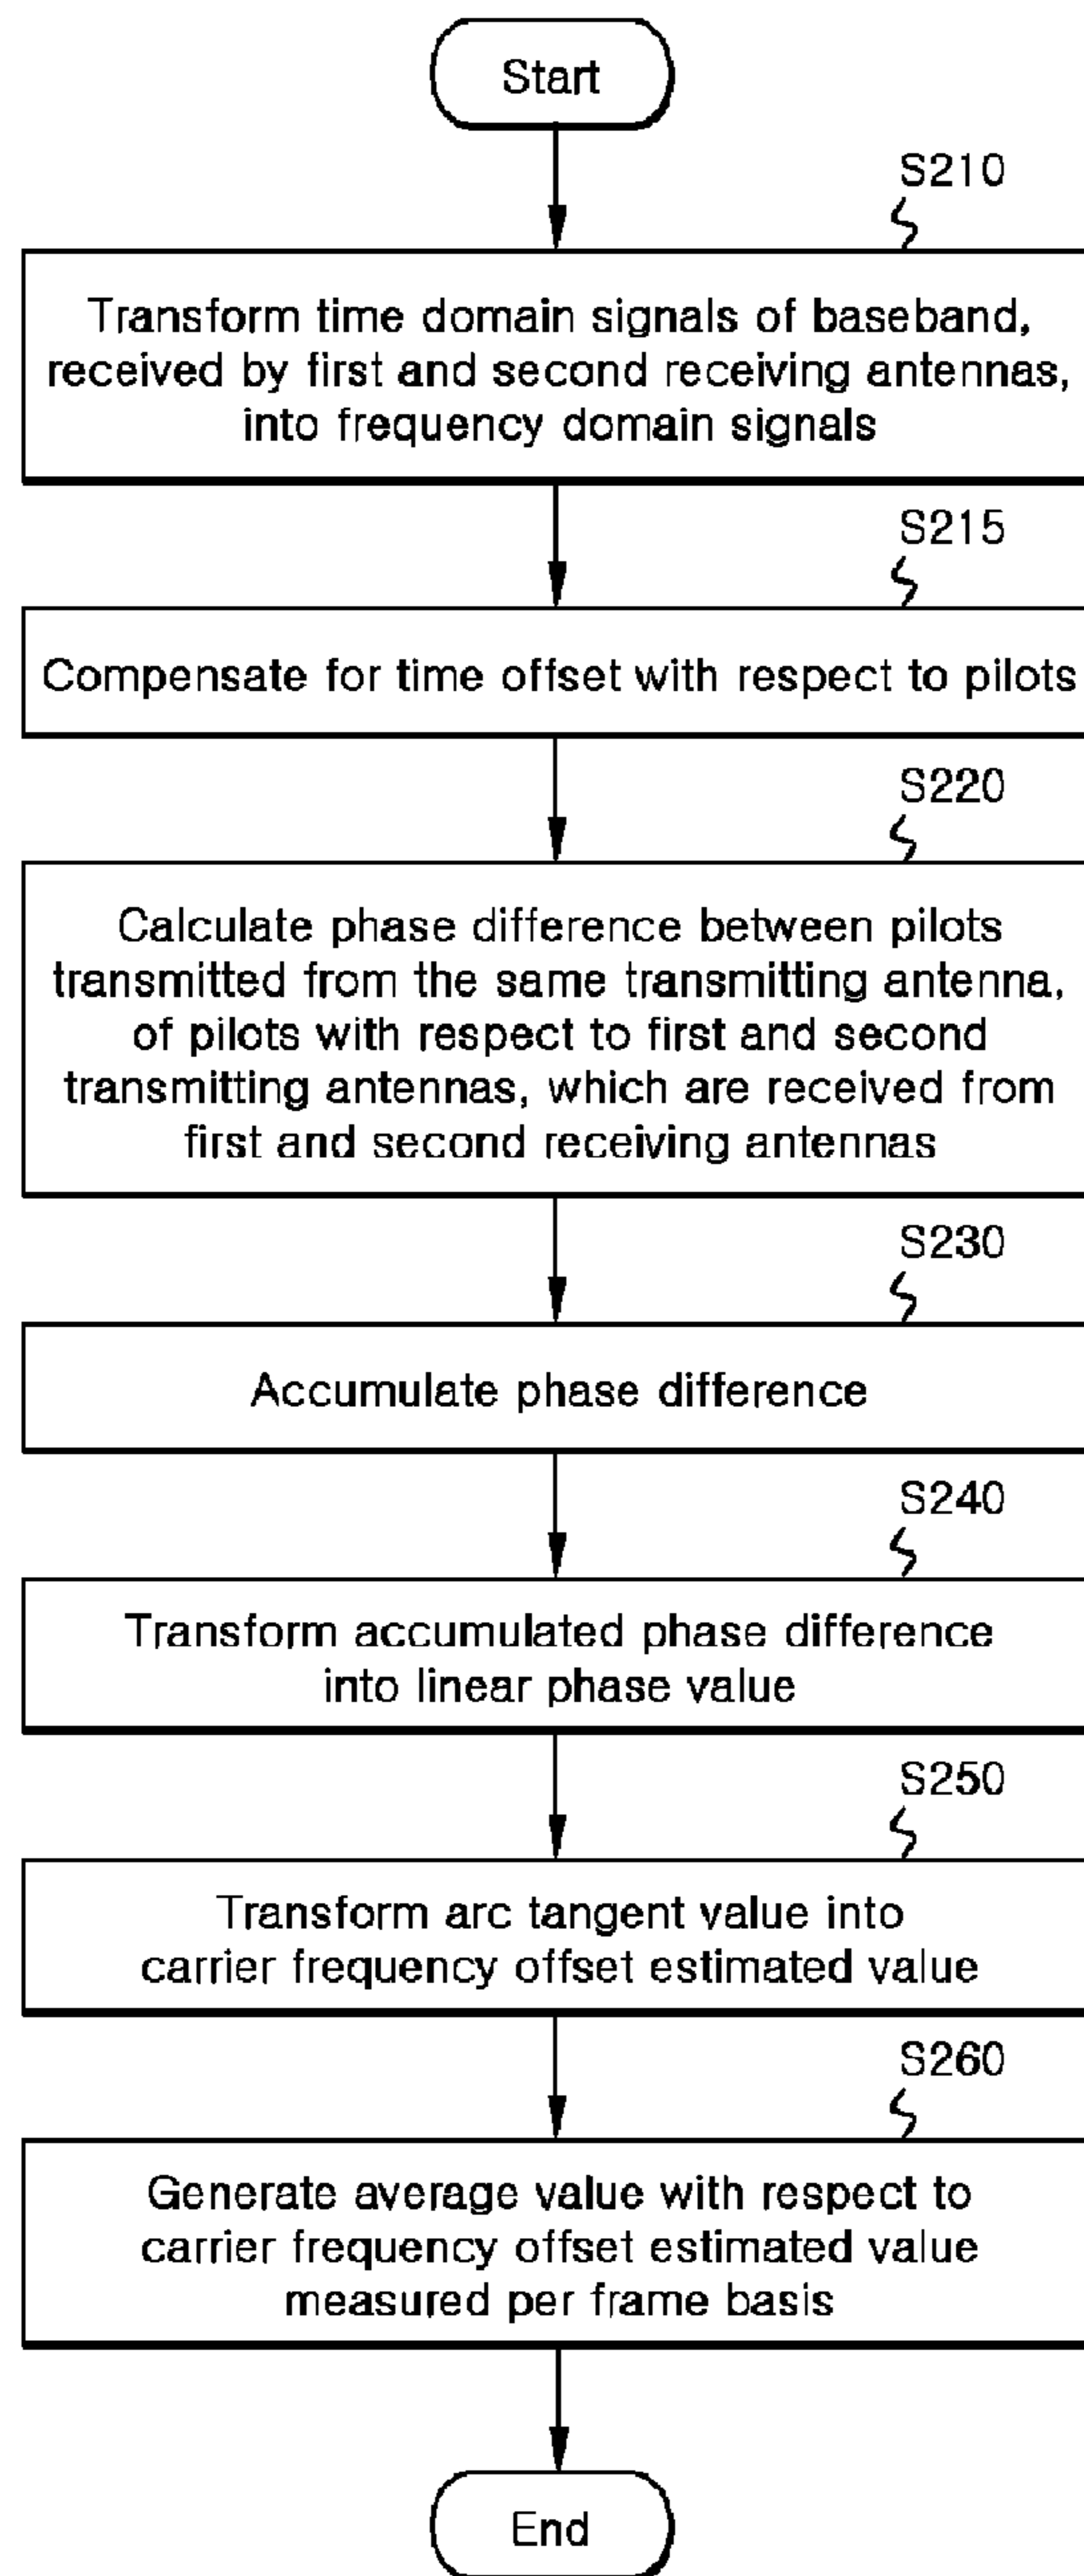 Start
S210
Transform time domain signals of baseband,
received by first and second receiving antennas,
into frequency domain signals
S215
Compensate for time offset with respect to pilots
S220
Calculate phase difference between pilots
transmitted from the same transmitting antenna,
of pilots with respect to first and second
transmitting antennas, which are received from
first and second receiving antennas
S230
Accumulate phase difference
S240
Transform accumulated phase difference
into linear phase value
S250
Transform arc tangent value into
carrier frequency offset estimated value
S260
Generate average value with respect to
carrier frequency offset estimated value
measured per frame basis
End